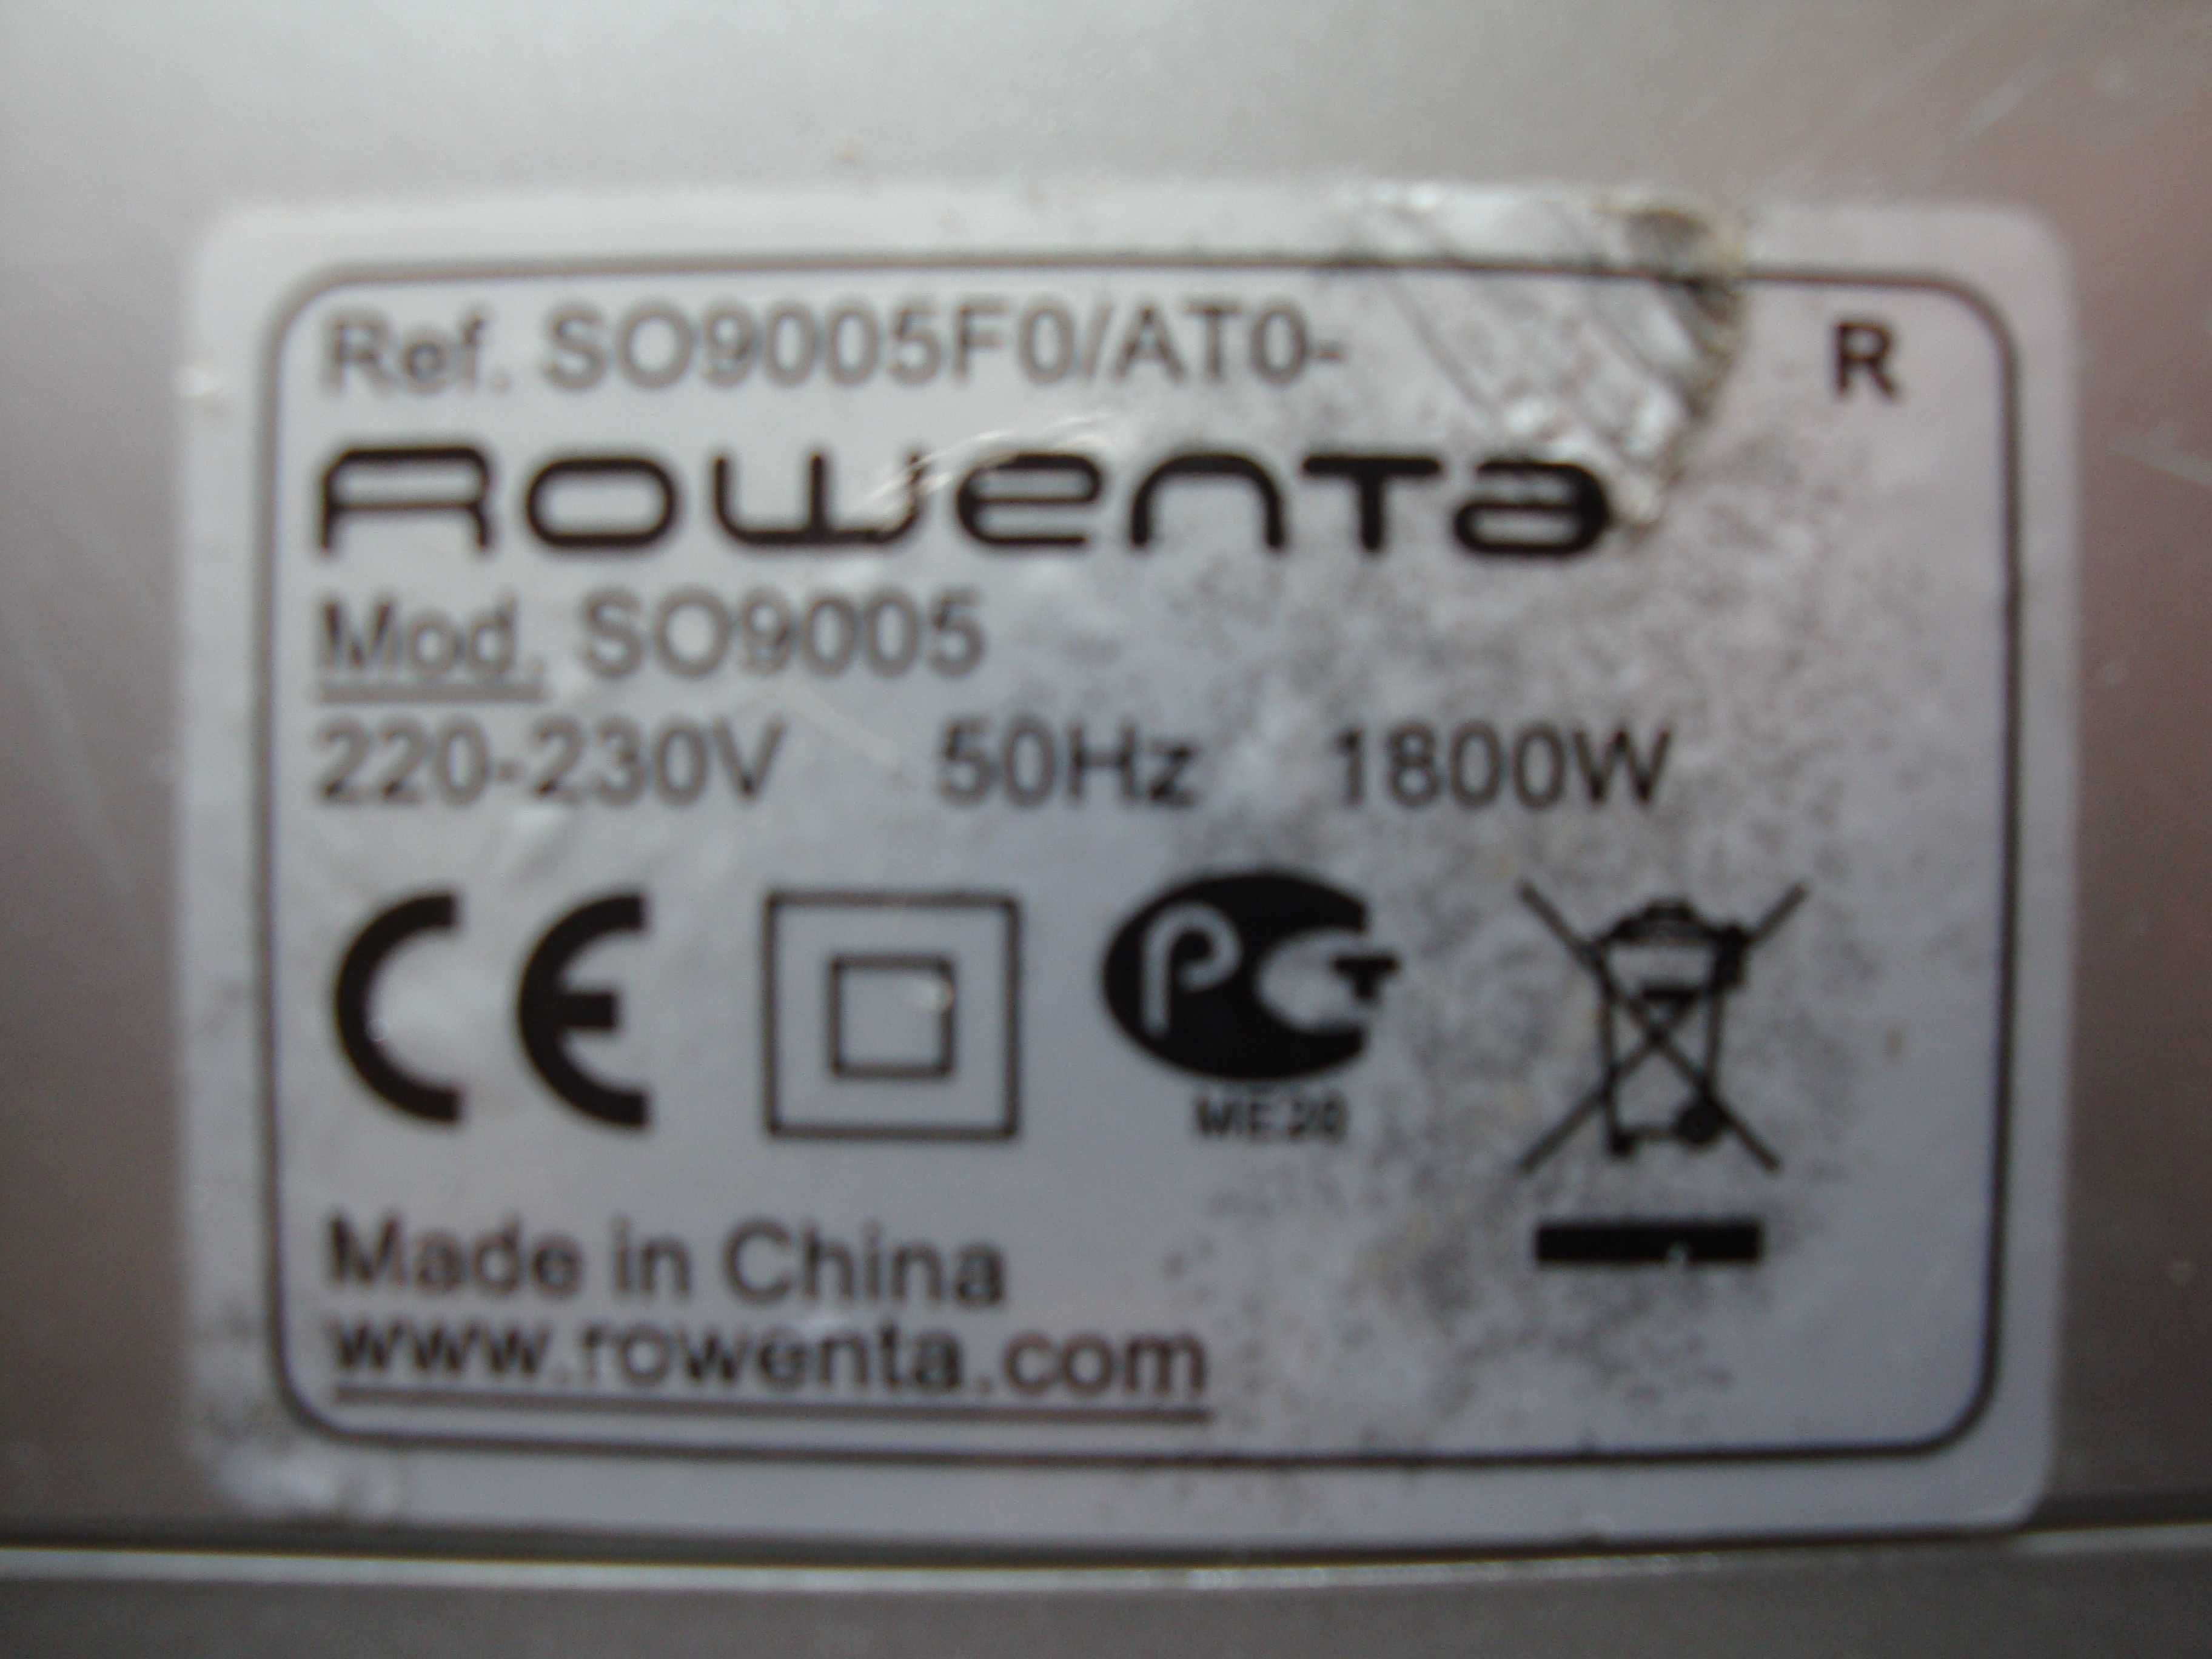 Ref. SO9005F0/AT0-
R
ROWENTA
Mod. SO9005
220-230V 50Hz 1800W
CE PCT
ME20
Made in China
www.rowenta.com